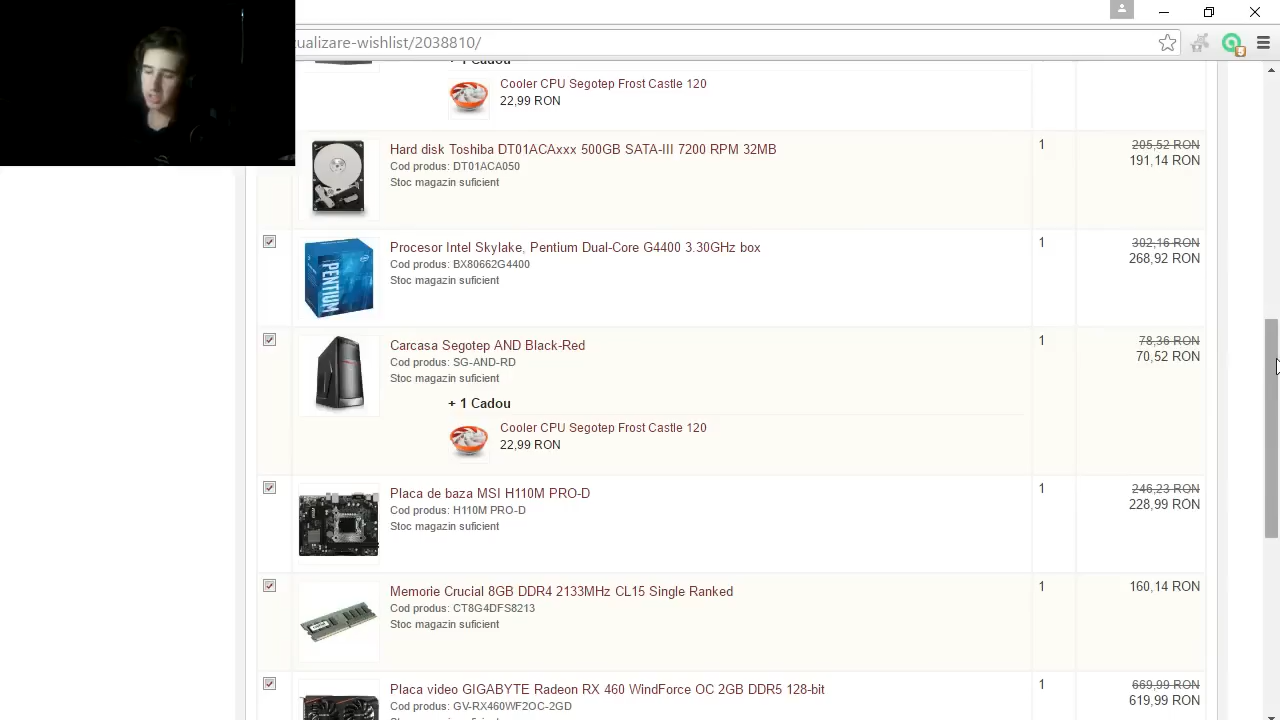 tualizare-wishlist/2038810/
+ 1 Cadou
Cooler CPU Segotep Frost Castle 120
22,99 RON
Hard disk Toshiba DT01ACAxxx 500GB SATA-III 7200 RPM 32MB
1
205,52 RON
Cod produs: DT01ACA050
191,14 RON
Stoc magazin suficient
Procesor Intel Skylake, Pentium Dual-Core G4400 3.30GHz box
1
302,16 RON
Cod produs: BX80662G4400
268,92 RON
Stoc magazin suficient
PENTIUM
Carcasa Segotep AND Black-Red
1
78,36 RON
Cod produs: SG-AND-RD
70,52 RON
Stoc magazin suficient
+ 1 Cadou
Cooler CPU Segotep Frost Castle 120
22,99 RON
Placa de baza MSI H110M PRO-D
1
246,23 RON
Cod produs: H110M PRO-D
228,99 RON
Stoc magazin suficient
Memorie Crucial 8GB DDR4 2133MHz CL15 Single Ranked
1
160,14 RON
Cod produs: CT8G4DFS8213
Stoc magazin suficient
Placa video GIGABYTE Radeon RX 460 WindForce OC 2GB DDR5 128-bit
1
669,99 RON
Cod produs: GV-RX460WF2OC-2GD
619,99 RON